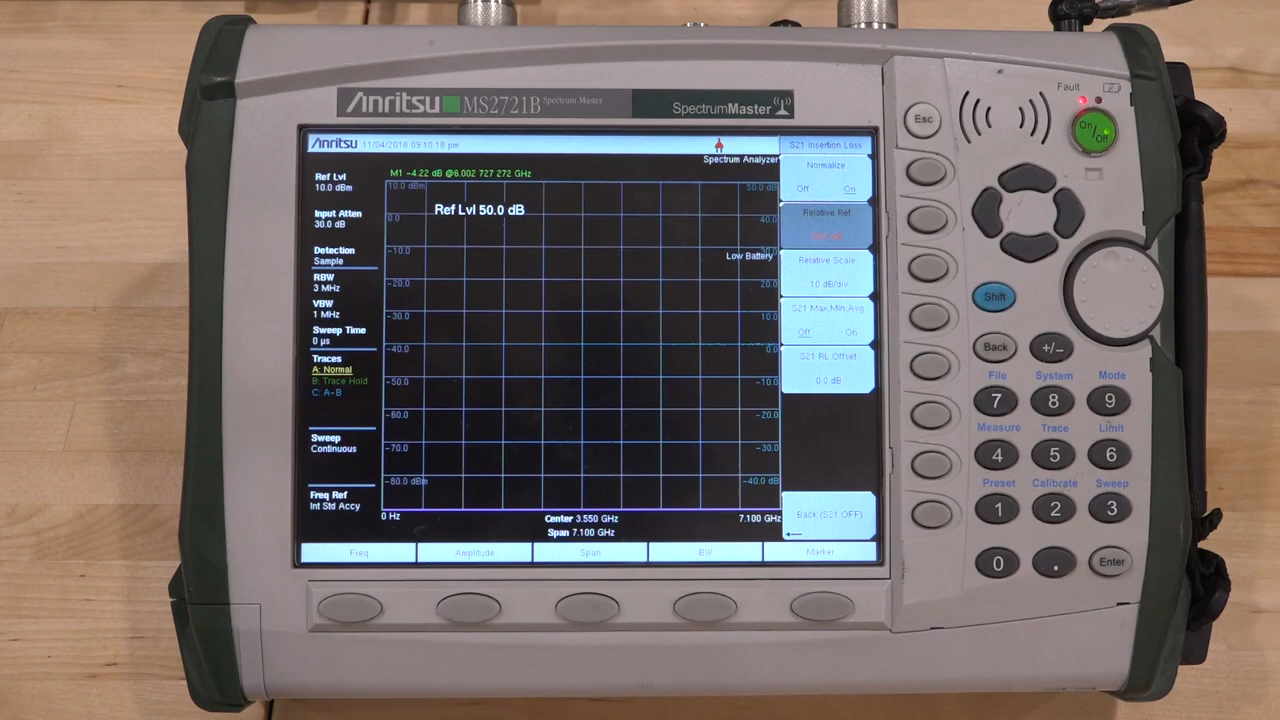 Anritsu MS2721B Spectrum Master
SpectrumMaster
Fault
Esc
On/Off
Anritsu 11/04/2018 09:10:18 pm
S21 Insertion Loss
Spectrum Analyzer
M1 -4.22 dB @6.002 727 272 GHz
Ref Lvl
10.0 dBm
Input Atten
30.0 dB
Detection
Sample
RBW
3 MHz
VBW
1 MHz
Sweep Time
0 µs
Traces
A: Normal
B: Trace Hold
C: A-B
Sweep
Continuous
Freq Ref
Int Std Accy
Ref Lvl 50.0 dB
Low Battery
10.0 dBm
0.0
-10.0
-20.0
-30.0
-40.0
-50.0
-60.0
-70.0
-80.0 dBm
50.0 dB
40.0
30.0
20.0
10.0
0.0
-10.0
-20.0
-30.0
-40.0 dB
0 Hz
Center 3.550 GHz
7.100 GHz
Span 7.100 GHz
Normalize
Off On
Relative Ref
Relative Scale
10 dB/div
S21 Max,Min,Avg
Off On
S21 RL Offset
0.0 dB
Back (S21 OFF)
Freq Amplitude Span BW Marker
Shift
Back +/-
File System Mode
7 8 9
Measure Trace Limit
4 5 6
Preset Calibrate Sweep
1 2 3
0 . Enter